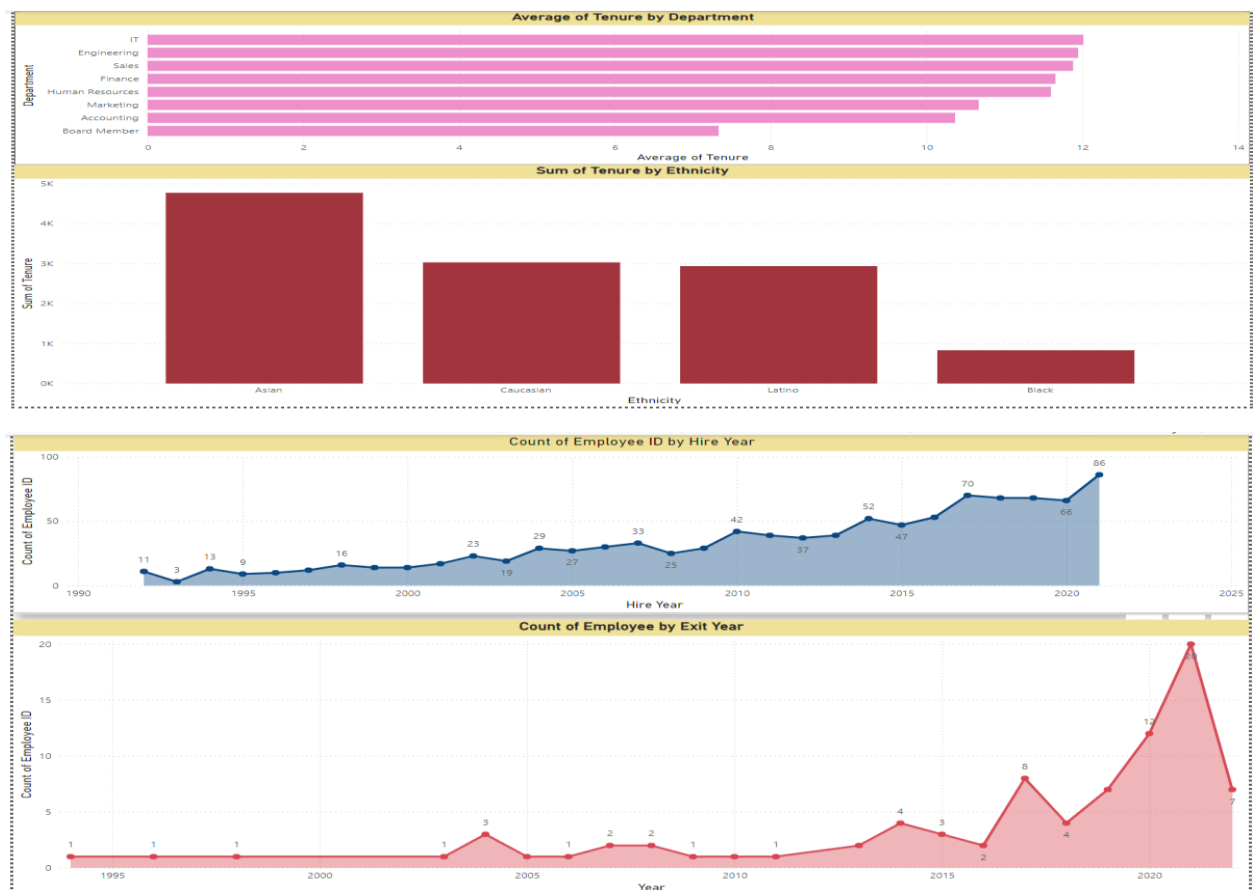 Average of Tenure by Department
Department
IT
Engineering
Sales
Finance
Human Resources
Marketing
Accounting
Board Member
0 2 4 6 8 10 12 14
Average of Tenure
Sum of Tenure by Ethnicity
Sum of Tenure
5K
4K
3K
2K
1K
0K
Asian Caucasian Latino Black
Ethnicity
Count of Employee ID by Hire Year
Count of Employee ID
100
50
0
11 3 13 9 16 23 19 29 27 33 25 42 37 52 47 70 66 86
1990 1995 2000 2005 2010 2015 2020 2025
Hire Year
Count of Employee by Exit Year
Count of Employee ID
20
15
10
5
0
1 1 1 1 3 1 2 2 1 1 1 4 3 2 8 4 12 20 7
1995 2000 2005 2010 2015 2020
Year